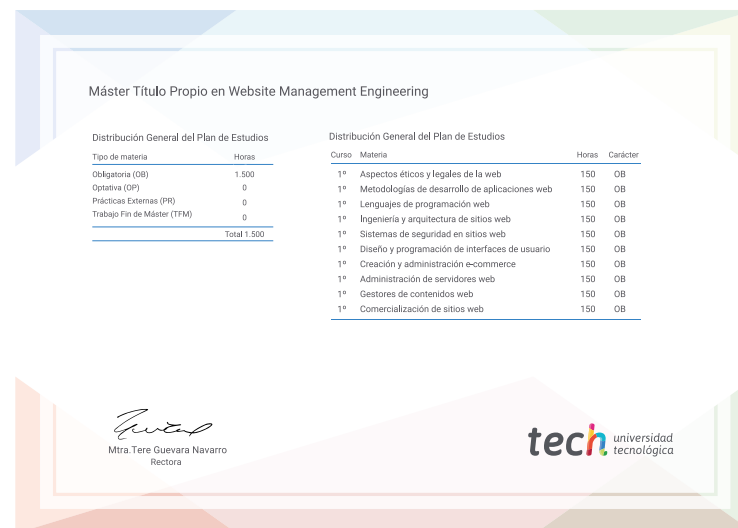 Máster Título Propio en Website Management Engineering
Distribución General del Plan de Estudios
Tipo de materia Horas
Obligatoria (OB) 1.500
Optativa (OP) 0
Prácticas Externas (PR) 0
Trabajo Fin de Máster (TFM) 0
Total 1.500
Distribución General del Plan de Estudios
Curso Materia Horas Carácter
1º Aspectos éticos y legales de la web 150 OB
1º Metodologías de desarrollo de aplicaciones web 150 OB
1º Lenguajes de programación web 150 OB
1º Ingeniería y arquitectura de sitios web 150 OB
1º Sistemas de seguridad en sitios web 150 OB
1º Diseño y programación de interfaces de usuario 150 OB
1º Creación y administración e-commerce 150 OB
1º Administración de servidores web 150 OB
1º Gestores de contenidos web 150 OB
1º Comercialización de sitios web 150 OB
Mtra.Tere Guevara Navarro
Rectora
tech universidad
tecnológica